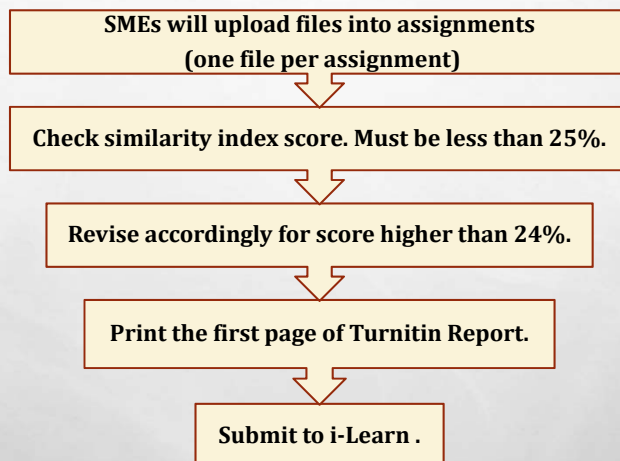 SMEs will upload files into assignments
(one file per assignment)
Check similarity index score. Must be less than 25%.
Revise accordingly for score higher than 24%.
Print the first page of Turnitin Report.
Submit to i-Learn .